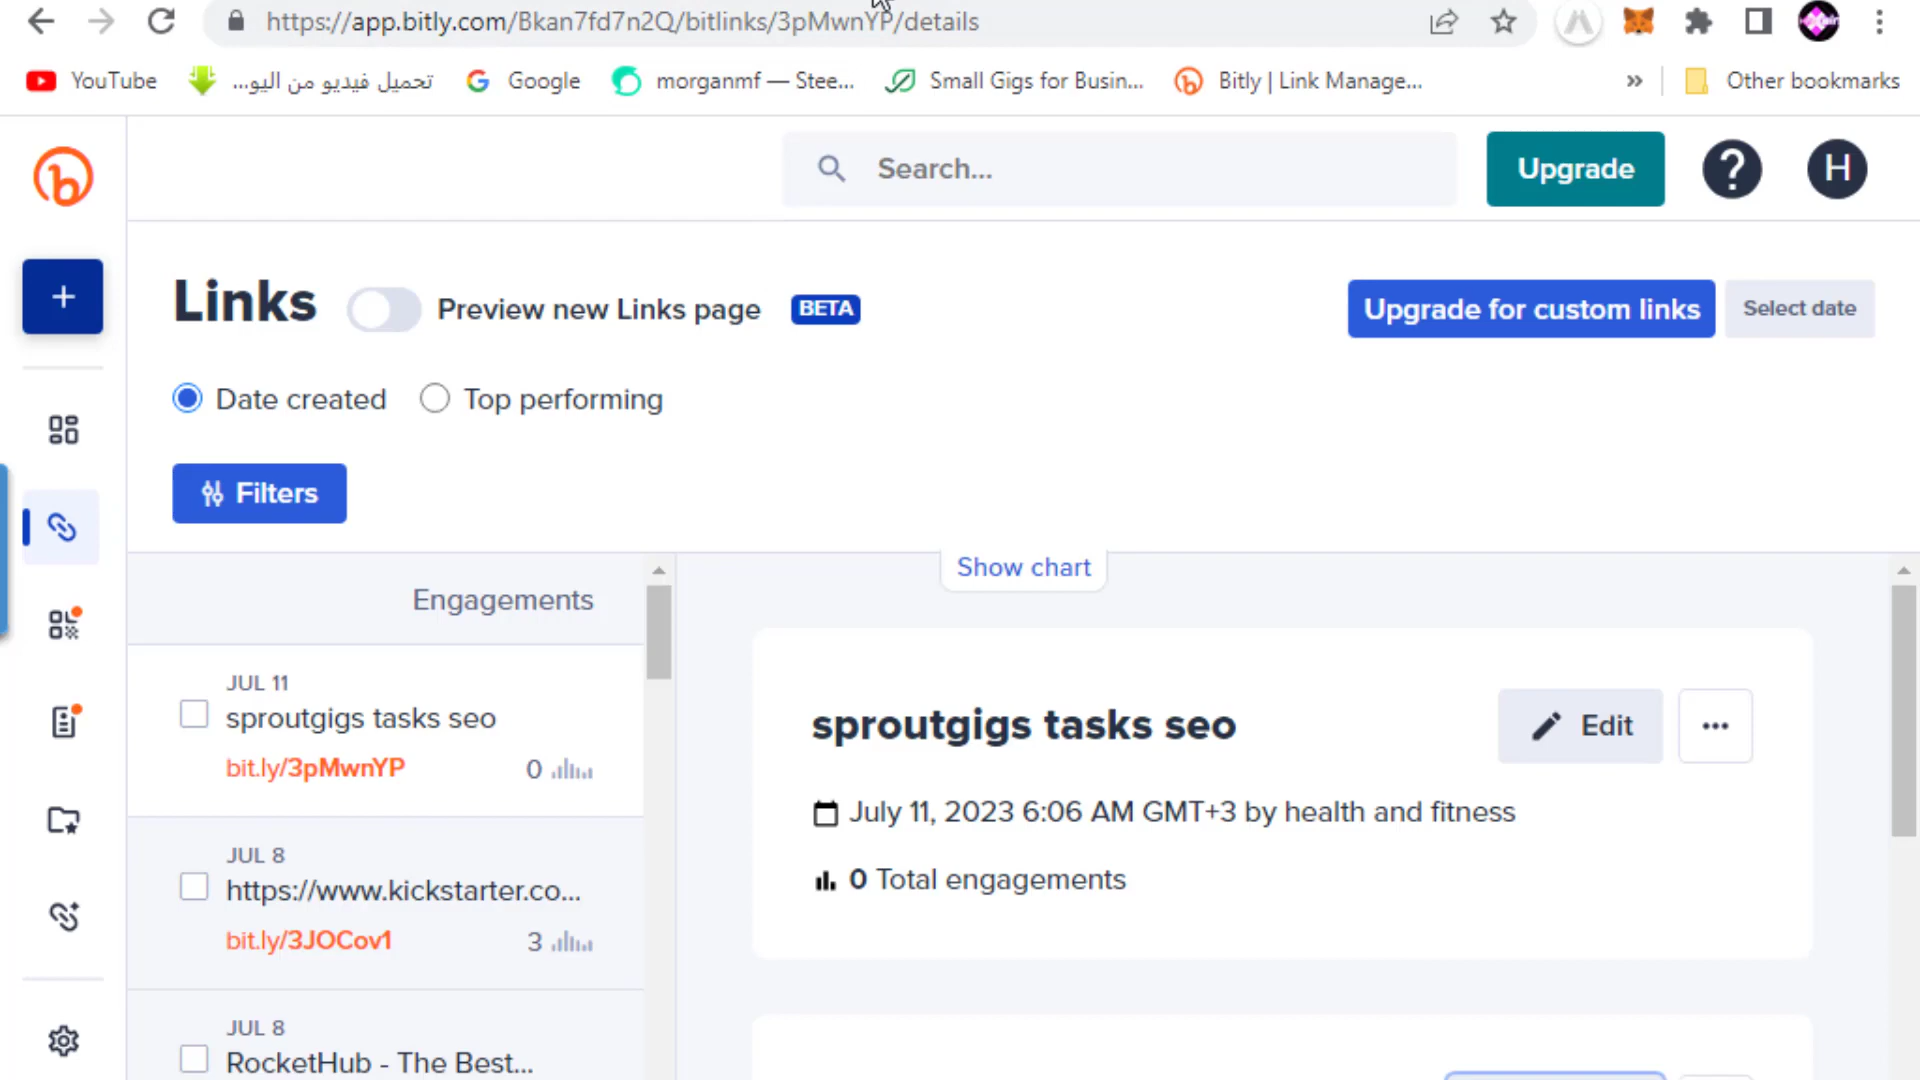 https://app.bitly.com/Bkan7fd7n2Q/bitlinks/3pMwnYP/details
YouTube
تحميل فيديو من اليو...
Google
morganmf — Stee...
Small Gigs for Busin...
Bitly | Link Manage...
»
Other bookmarks
Search...
Upgrade
?
H
Links
Preview new Links page
BETA
Upgrade for custom links
Select date
Date created
Top performing
Filters
Show chart
Engagements
JUL 11
sproutgigs tasks seo
bit.ly/3pMwnYP
0
JUL 8
https://www.kickstarter.co...
bit.ly/3JOCov1
3
JUL 8
RocketHub - The Best...
sproutgigs tasks seo
Edit
July 11, 2023 6:06 AM GMT+3 by health and fitness
0 Total engagements